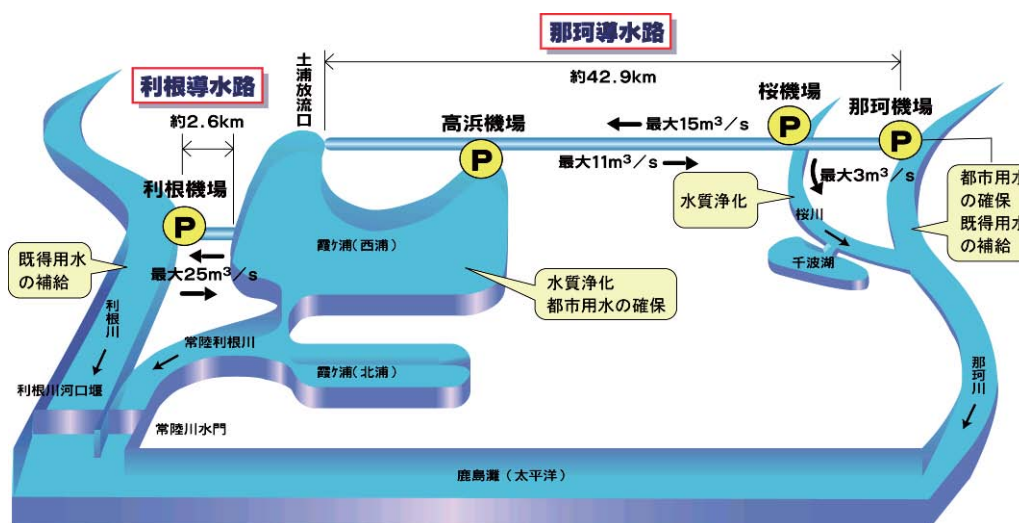 那珂導水路
約42.9km
利根導水路
約2.6km
土浦放流口
高浜機場
P
最大15m³/s
最大11m³/s
桜機場
P
那珂機場
P
最大3m³/s
水質浄化
桜川
千波湖
都市用水
の確保
既得用水
の補給
利根機場
P
最大25m³/s
既得用水
の補給
霞ケ浦(西浦)
水質浄化
都市用水の確保
利根川
常陸利根川
霞ケ浦(北浦)
利根川河口堰
常陸川水門
那珂川
鹿島灘(太平洋)